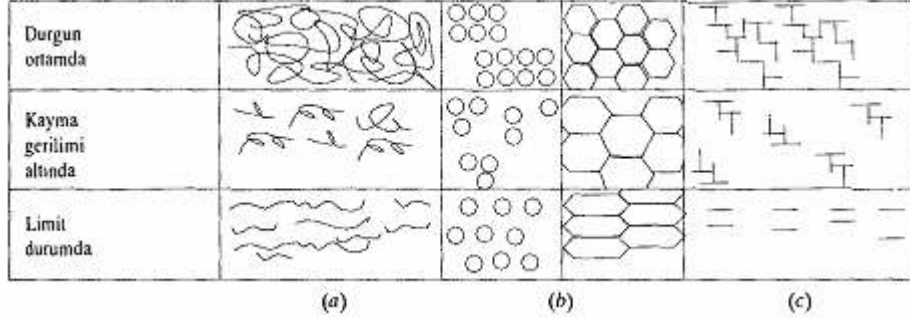 Durgun
ortamda
Kayma
gerilimi
altında
Limit
durumda
(a) (b) (c)